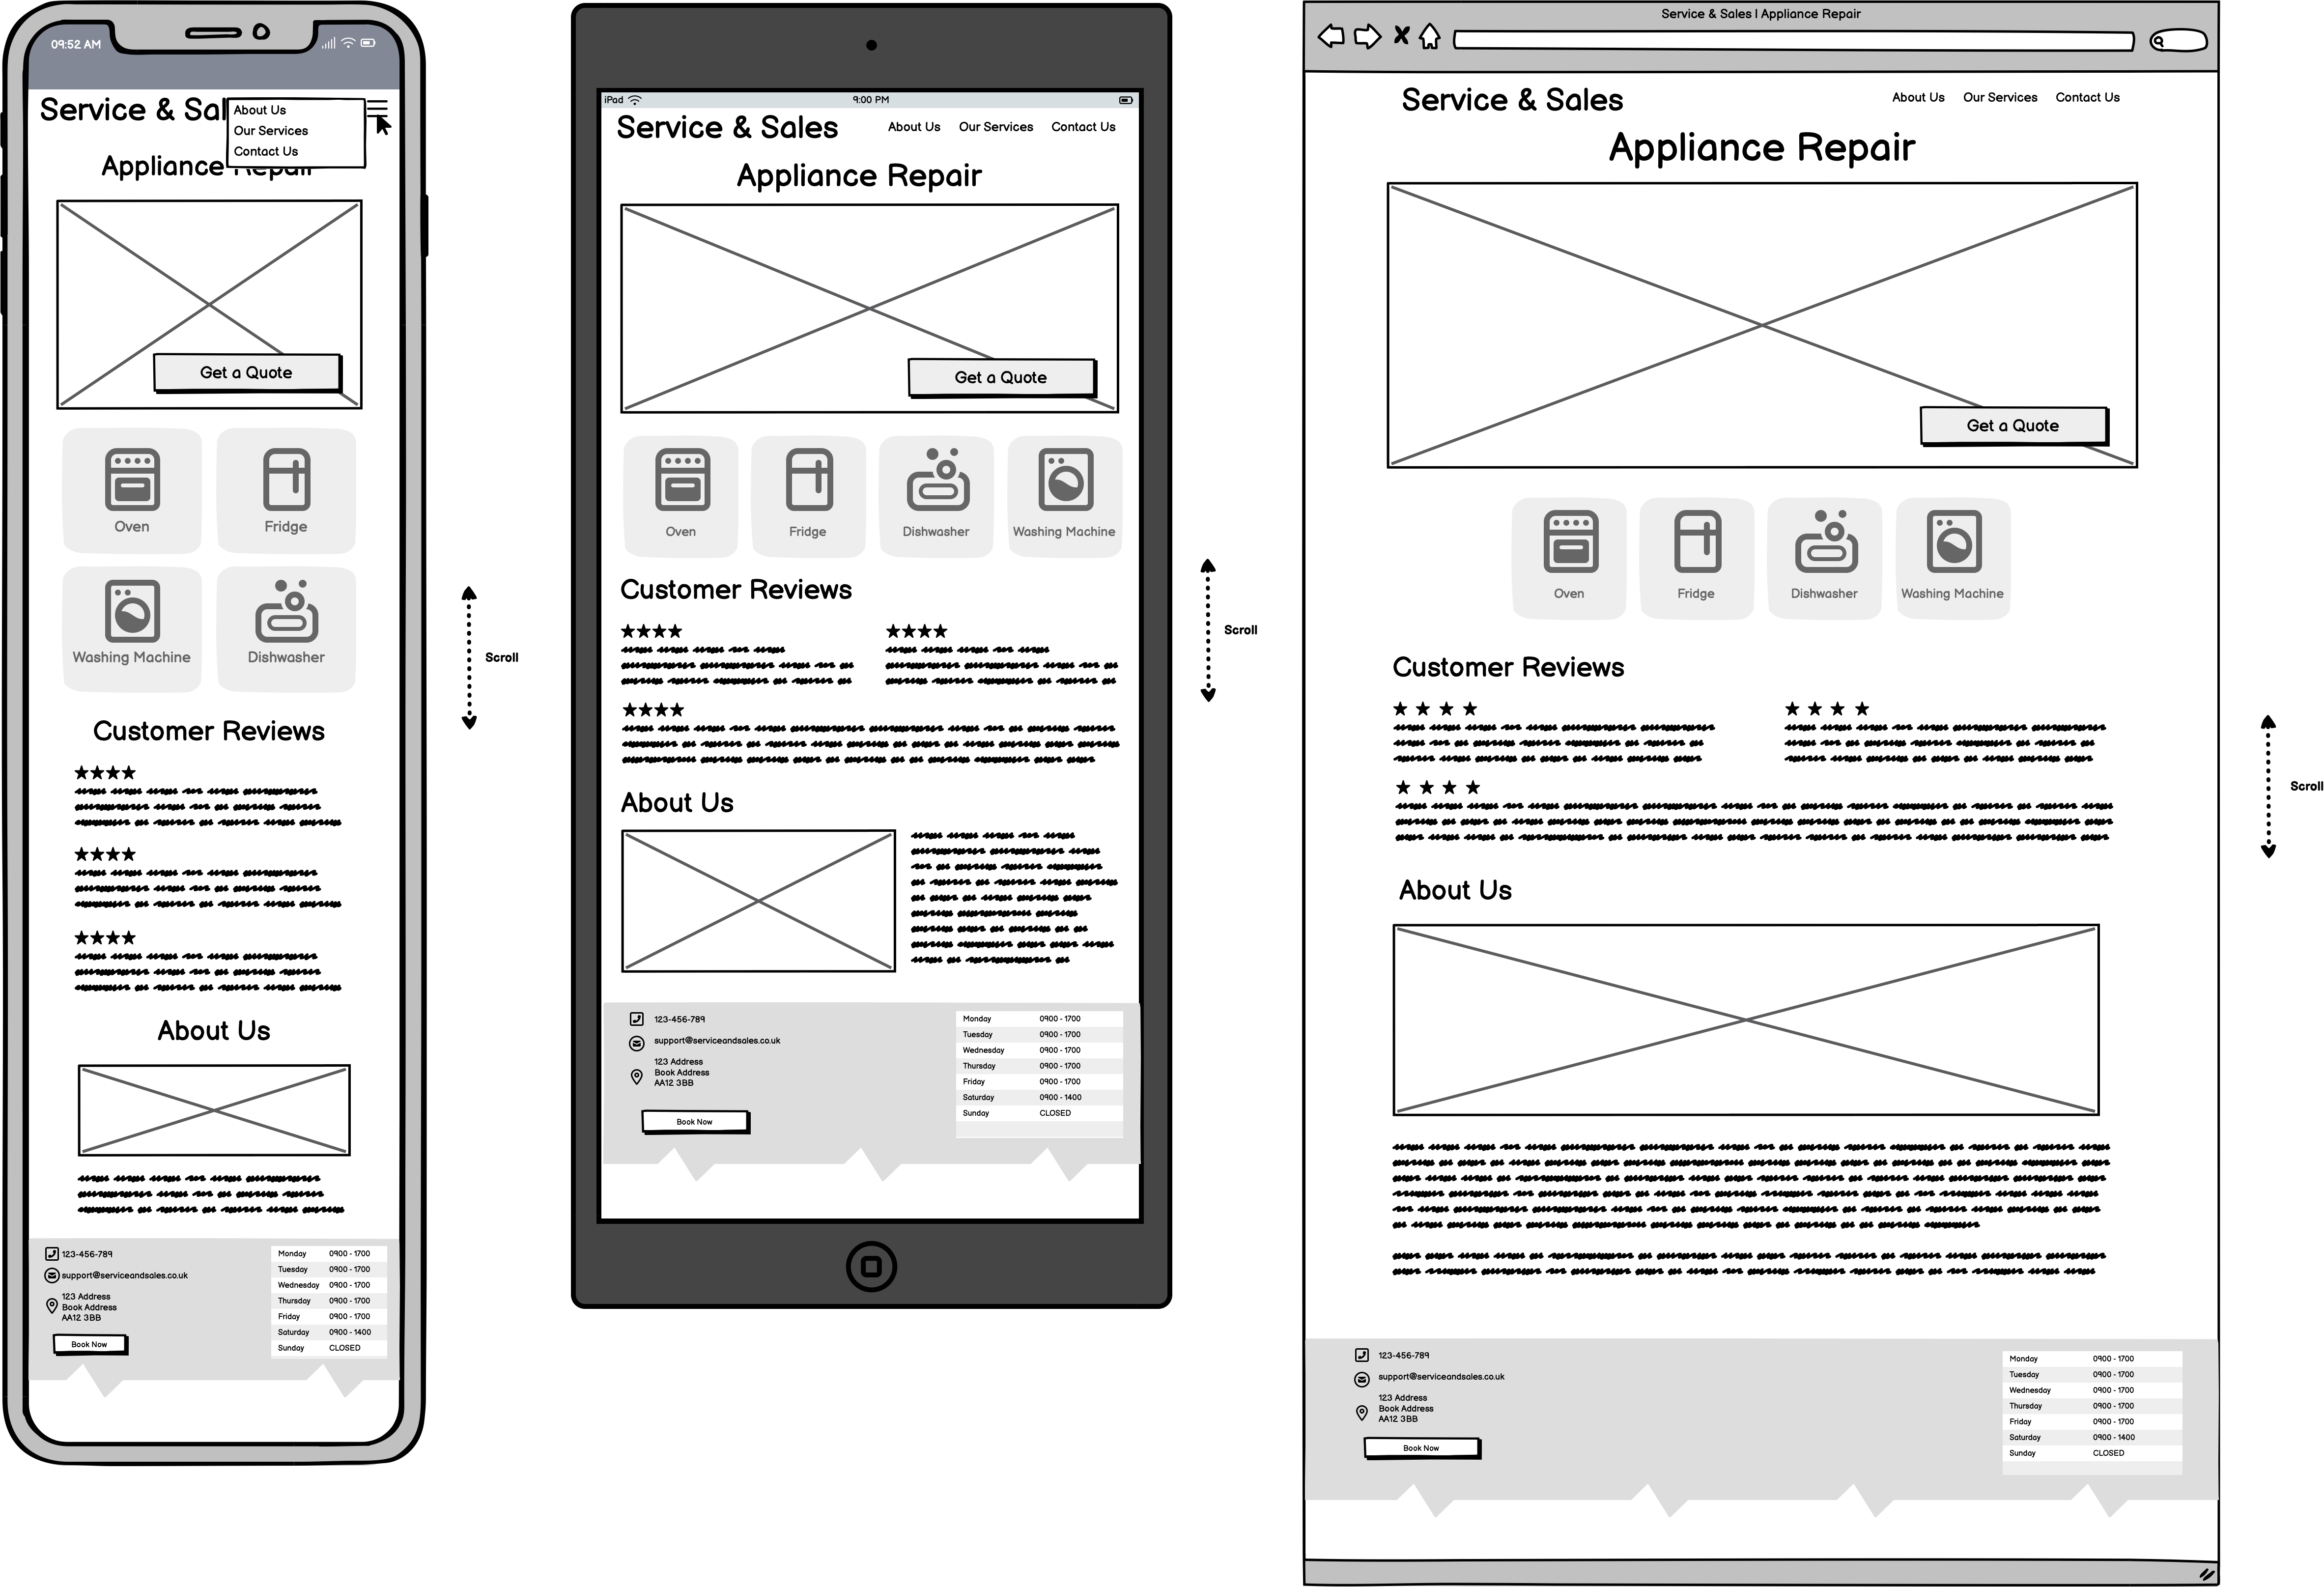 09:52 AM
Service & Sal
About Us
Our Services
Contact Us
Appliance Repair
Get a Quote
Oven
Fridge
Washing Machine
Dishwasher
Customer Reviews
About Us
123-456-789
support@serviceandsales.co.uk
123 Address
Book Address
AA12 3BB
Book Now
Monday 0900 - 1700
Tuesday 0900 - 1700
Wednesday 0900 - 1700
Thursday 0900 - 1700
Friday 0900 - 1700
Saturday 0900 - 1400
Sunday CLOSED
Scroll
iPad 9:00 PM
Service & Sales About Us Our Services Contact Us
Appliance Repair
Get a Quote
Oven Fridge Dishwasher Washing Machine
Customer Reviews
About Us
123-456-789
support@serviceandsales.co.uk
123 Address
Book Address
AA12 3BB
Book Now
Monday 0900 - 1700
Tuesday 0900 - 1700
Wednesday 0900 - 1700
Thursday 0900 - 1700
Friday 0900 - 1700
Saturday 0900 - 1400
Sunday CLOSED
Scroll
Service & Sales | Appliance Repair
Service & Sales About Us Our Services Contact Us
Appliance Repair
Get a Quote
Oven Fridge Dishwasher Washing Machine
Customer Reviews
About Us
123-456-789
support@serviceandsales.co.uk
123 Address
Book Address
AA12 3BB
Book Now
Monday 0900 - 1700
Tuesday 0900 - 1700
Wednesday 0900 - 1700
Thursday 0900 - 1700
Friday 0900 - 1700
Saturday 0900 - 1400
Sunday CLOSED
Scroll